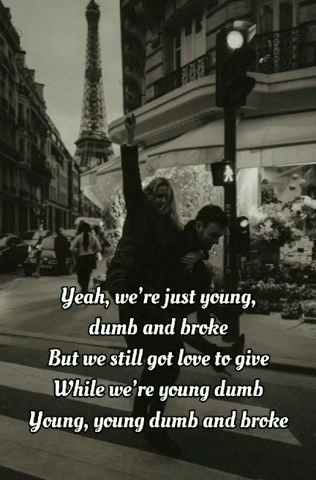 Yeah, we're just young,
dumb and broke
But we still got love to give
While we're young dumb
Young, young dumb and broke